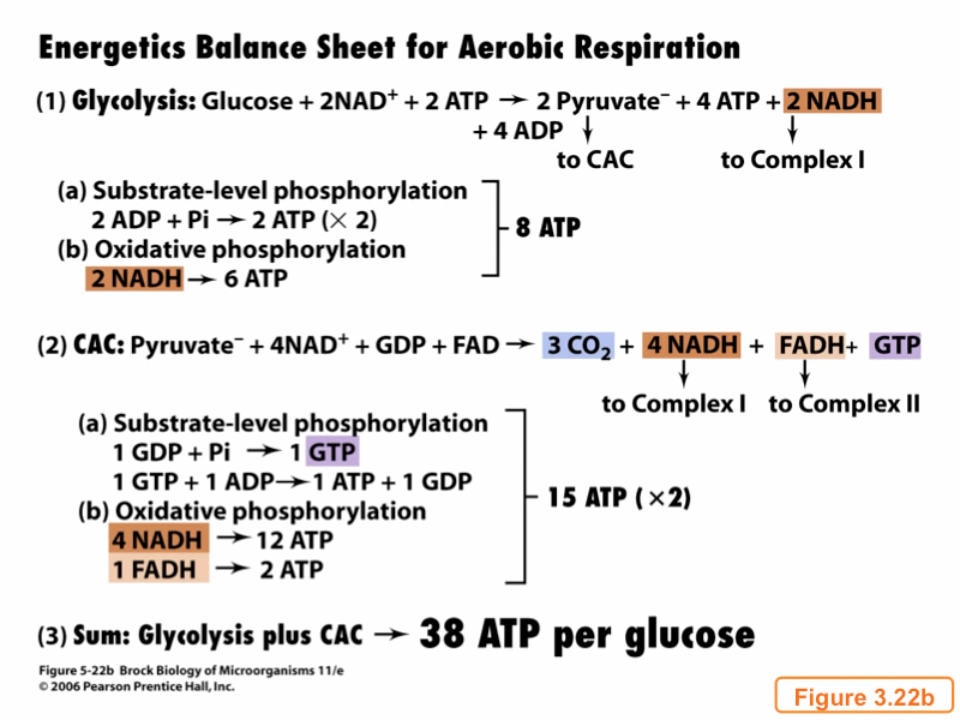 Energetics Balance Sheet for Aerobic Respiration
(1) Glycolysis: Glucose + 2NAD⁺ + 2 ATP → 2 Pyruvate⁻ + 4 ATP + 2 NADH
+ 4 ADP ↓ ↓
to CAC to Complex I
(a) Substrate-level phosphorylation
2 ADP + Pi → 2 ATP (× 2)
8 ATP
(b) Oxidative phosphorylation
2 NADH → 6 ATP
(2) CAC: Pyruvate⁻ + 4NAD⁺ + GDP + FAD → 3 CO₂ + 4 NADH + FADH+ GTP
↓ ↓
to Complex I to Complex II
(a) Substrate-level phosphorylation
1 GDP + Pi → 1 GTP
1 GTP + 1 ADP→1 ATP + 1 GDP
15 ATP (×2)
(b) Oxidative phosphorylation
4 NADH → 12 ATP
1 FADH → 2 ATP
(3) Sum: Glycolysis plus CAC → 38 ATP per glucose
Figure 5-22b Brock Biology of Microorganisms 11/e
© 2006 Pearson Prentice Hall, Inc.
Figure 3.22b